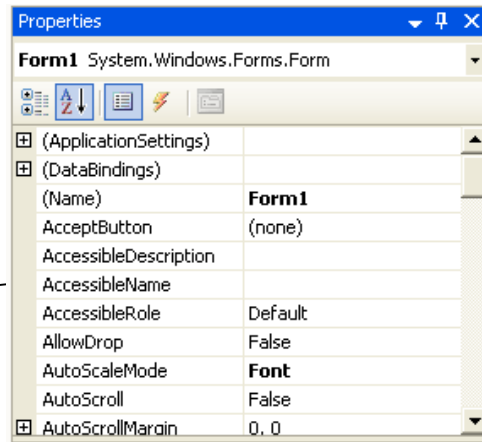 Properties
Form1 System.Windows.Forms.Form
A
Z
(ApplicationSettings)
(DataBindings)
(Name) Form1
AcceptButton (none)
AccessibleDescription
AccessibleName
AccessibleRole Default
AllowDrop False
AutoScaleMode Font
AutoScroll False
AutoScrollMargin 0, 0